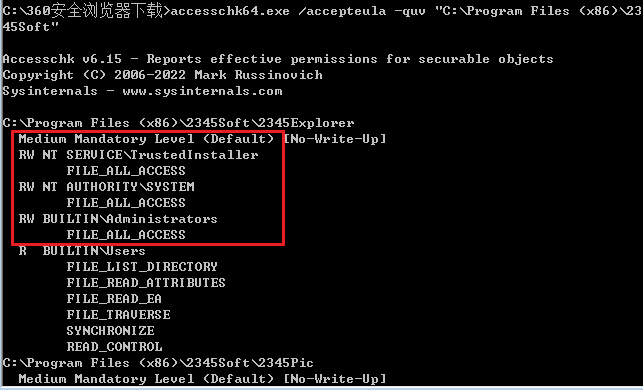 C:\360安全浏览器下载>accesschk64.exe /accepteula -quv "C:\Program Files (x86)\23
45Soft"
Accesschk v6.15 - Reports effective permissions for securable objects
Copyright (C) 2006-2022 Mark Russinovich
Sysinternals - www.sysinternals.com
C:\Program Files (x86)\2345Soft\2345Explorer
Medium Mandatory Level (Default) [No-Write-Up]
RW NT SERVICE\TrustedInstaller
FILE_ALL_ACCESS
RW NT AUTHORITY\SYSTEM
FILE_ALL_ACCESS
RW BUILTIN\Administrators
FILE_ALL_ACCESS
R  BUILTIN\Users
FILE_LIST_DIRECTORY
FILE_READ_ATTRIBUTES
FILE_READ_EA
FILE_TRAVERSE
SYNCHRONIZE
READ_CONTROL
C:\Program Files (x86)\2345Soft\2345Pic
Medium Mandatory Level (Default) [No-Write-Up]